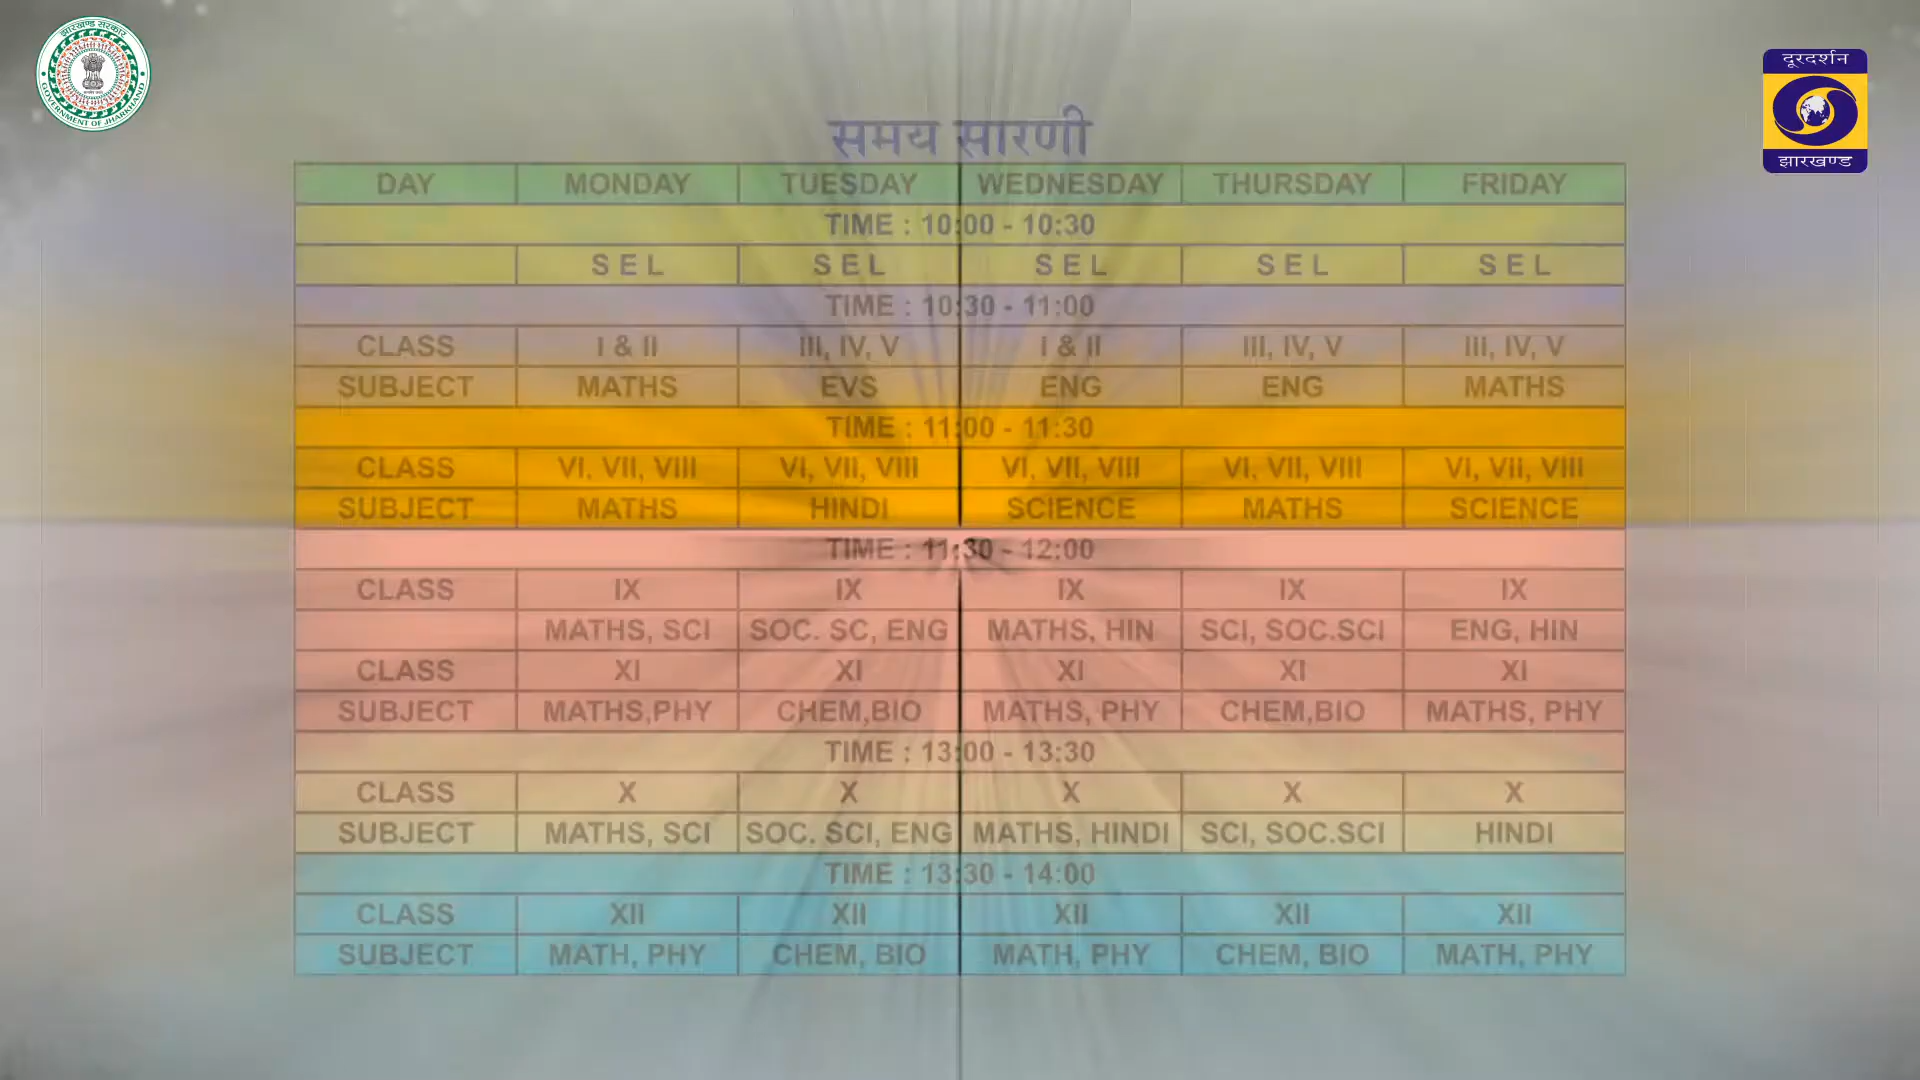 झारखण्ड सरकार
GOVERNMENT OF JHARKHAND
दूरदर्शन
झारखण्ड
समय सारणी
DAY MONDAY TUESDAY WEDNESDAY THURSDAY FRIDAY
TIME : 10:00 - 10:30
S E L S E L S E L S E L S E L
TIME : 10:30 - 11:00
CLASS I & II III, IV, V I & II III, IV, V III, IV, V
SUBJECT MATHS EVS ENG ENG MATHS
TIME : 11:00 - 11:30
CLASS VI, VII, VIII VI, VII, VIII VI, VII, VIII VI, VII, VIII VI, VII, VIII
SUBJECT MATHS HINDI SCIENCE MATHS SCIENCE
TIME : 11:30 - 12:00
CLASS IX IX IX IX IX
MATHS, SCI SOC. SC, ENG MATHS, HIN SCI, SOC.SCI ENG, HIN
CLASS XI XI XI XI XI
SUBJECT MATHS,PHY CHEM,BIO MATHS, PHY CHEM,BIO MATHS, PHY
TIME : 13:00 - 13:30
CLASS X X X X X
SUBJECT MATHS, SCI SOC. SCI, ENG MATHS, HINDI SCI, SOC.SCI HINDI
TIME : 13:30 - 14:00
CLASS XII XII XII XII XII
SUBJECT MATH, PHY CHEM, BIO MATH, PHY CHEM, BIO MATH, PHY